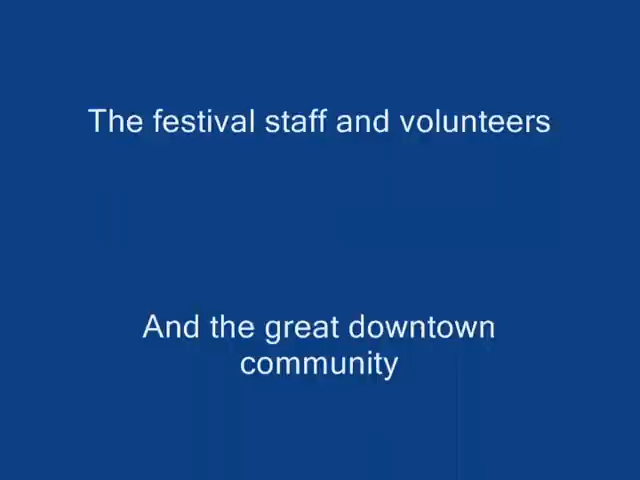 The festival staff and volunteers
And the great downtown
community